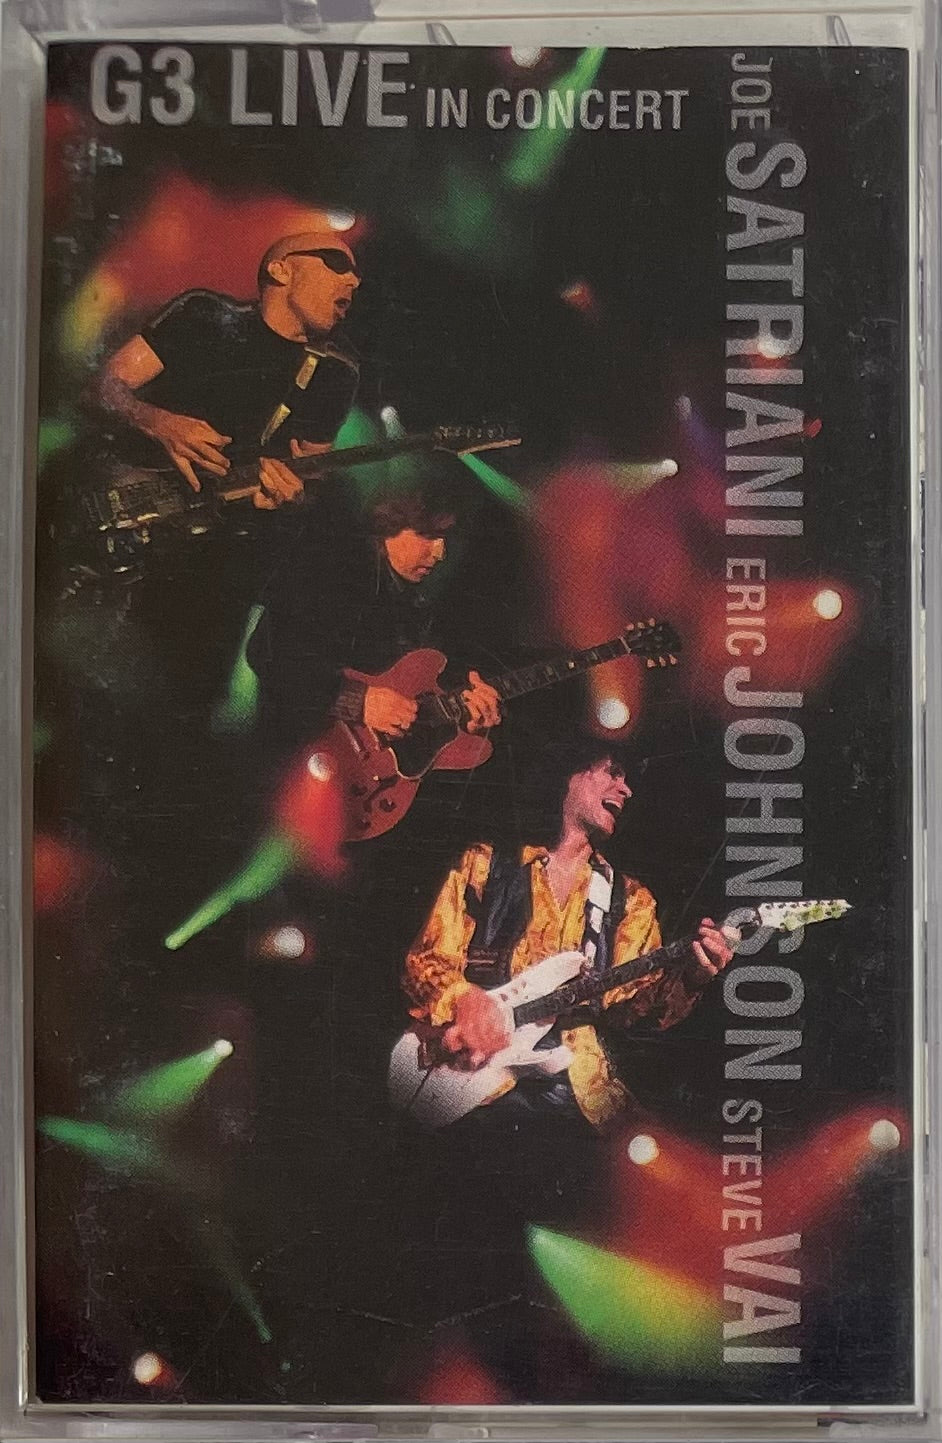 G3 LIVE IN CONCERT
JOE SATRIANI ERIC JOHNSON STEVE VAI